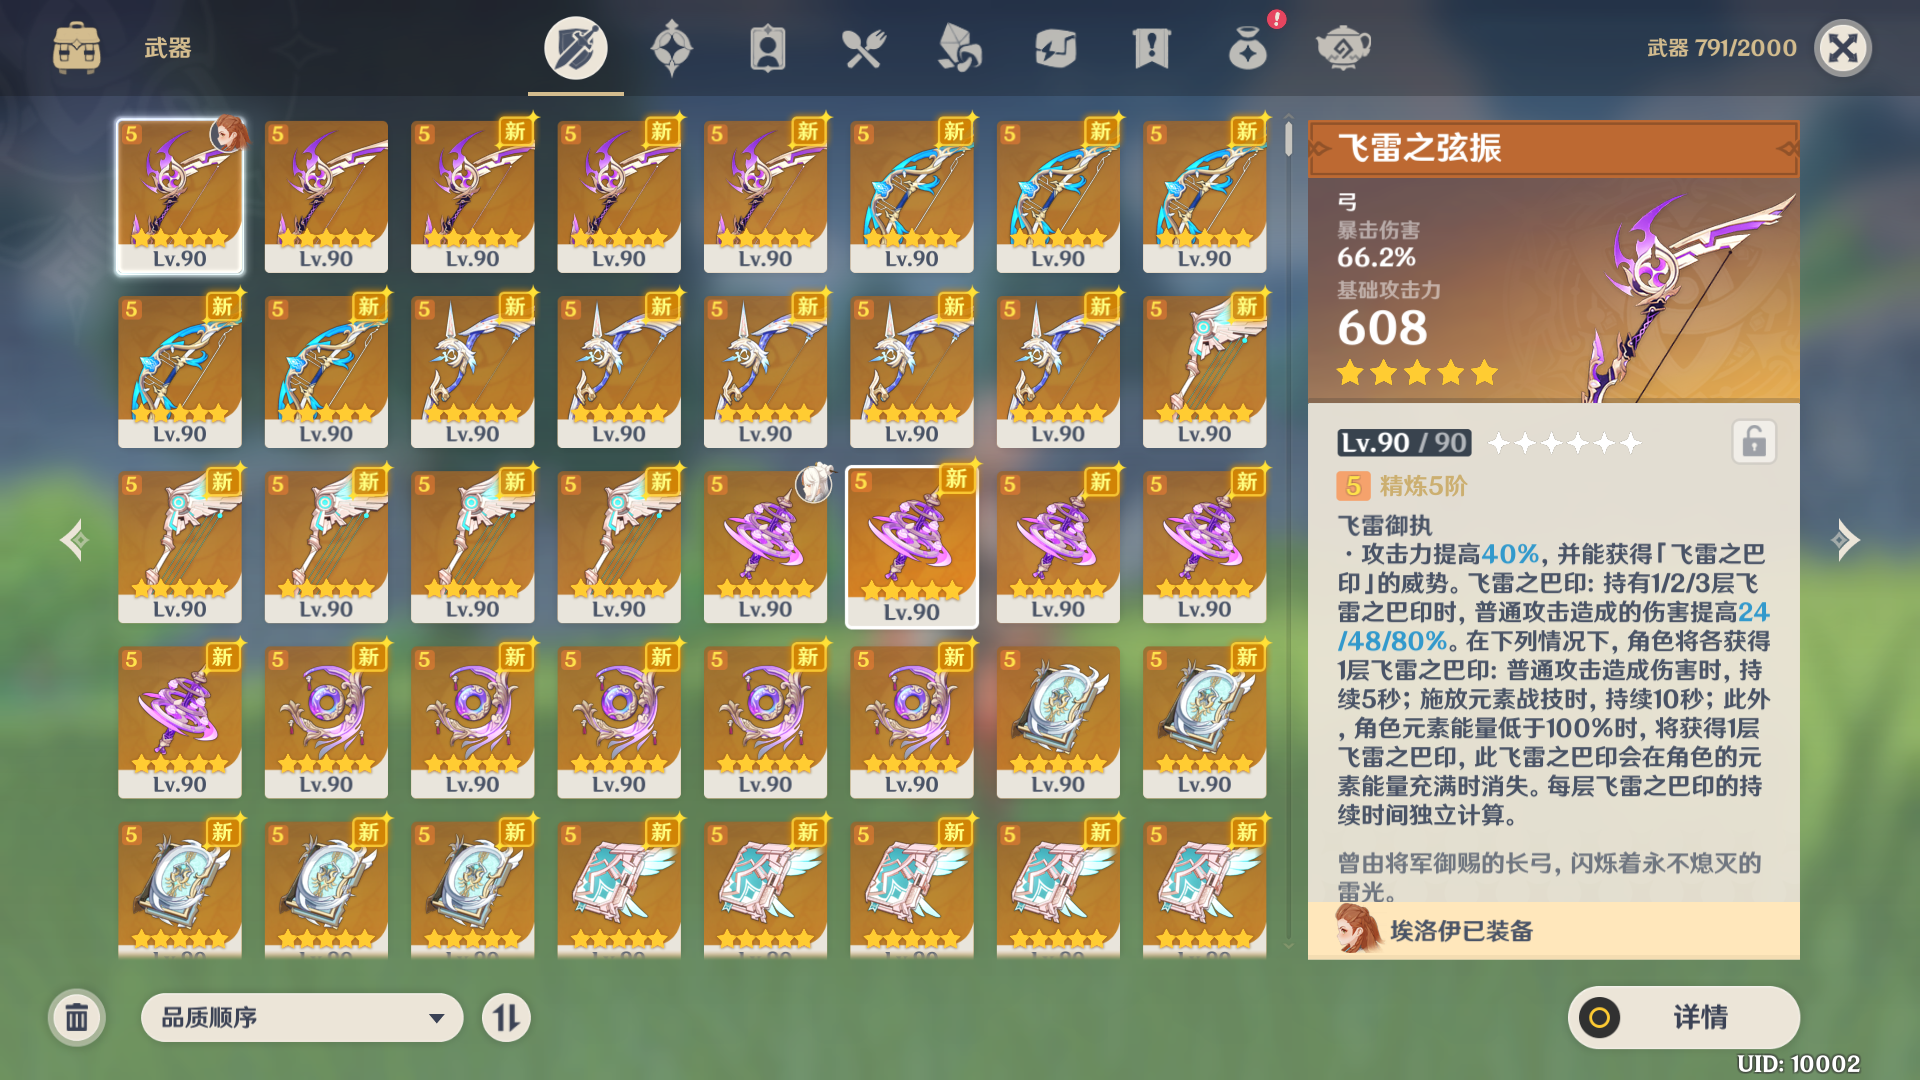 武器
武器 791/2000
5 5 新 5 新 5 新 5 新 5 新 5 新 5 新
Lv.90 Lv.90 Lv.90 Lv.90 Lv.90 Lv.90 Lv.90 Lv.90
5 新 5 新 5 新 5 新 5 新 5 新 5 新 5 新
Lv.90 Lv.90 Lv.90 Lv.90 Lv.90 Lv.90 Lv.90 Lv.90
5 新 5 新 5 新 5 新 5 5 新 5 新 5 新
Lv.90 Lv.90 Lv.90 Lv.90 Lv.90 Lv.90 Lv.90 Lv.90
5 新 5 新 5 新 5 新 5 新 5 新 5 5 新
Lv.90 Lv.90 Lv.90 Lv.90 Lv.90 Lv.90 Lv.90 Lv.90
5 新 5 新 5 新 5 新 5 新 5 新 5 新 5 新
飞雷之弦振
弓
暴击伤害
66.2%
基础攻击力
608
Lv.90 / 90
5 精炼5阶
飞雷御执
·攻击力提高40%，并能获得「飞雷之巴
印」的威势。飞雷之巴印：持有1/2/3层飞
雷之巴印时，普通攻击造成的伤害提高24
/48/80%。在下列情况下，角色将各获得
1层飞雷之巴印：普通攻击造成伤害时，持
续5秒；施放元素战技时，持续10秒；此外
，角色元素能量低于100%时，将获得1层
飞雷之巴印，此飞雷之巴印会在角色的元
素能量充满时消失。每层飞雷之巴印的持
续时间独立计算。
曾由将军御赐的长弓，闪烁着永不熄灭的
雷光。
埃洛伊已装备
品质顺序
详情
UID: 10002